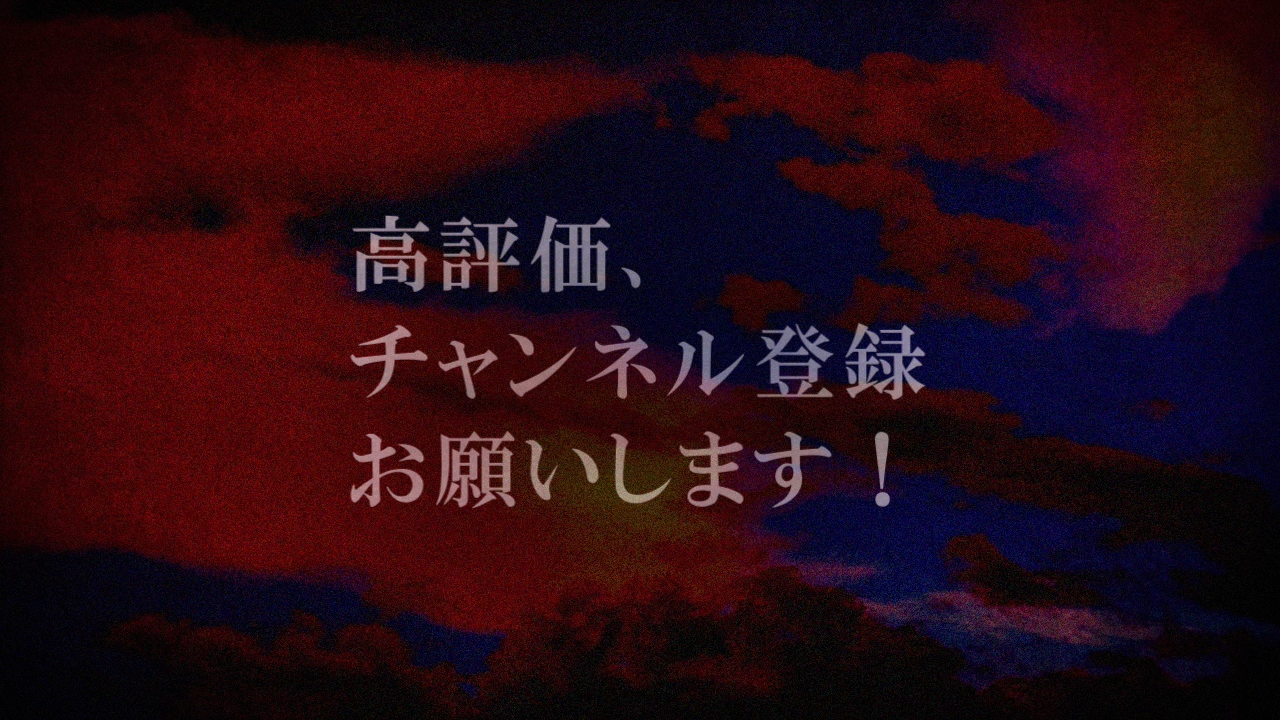 高評価、
チャンネル登録
お願いします！